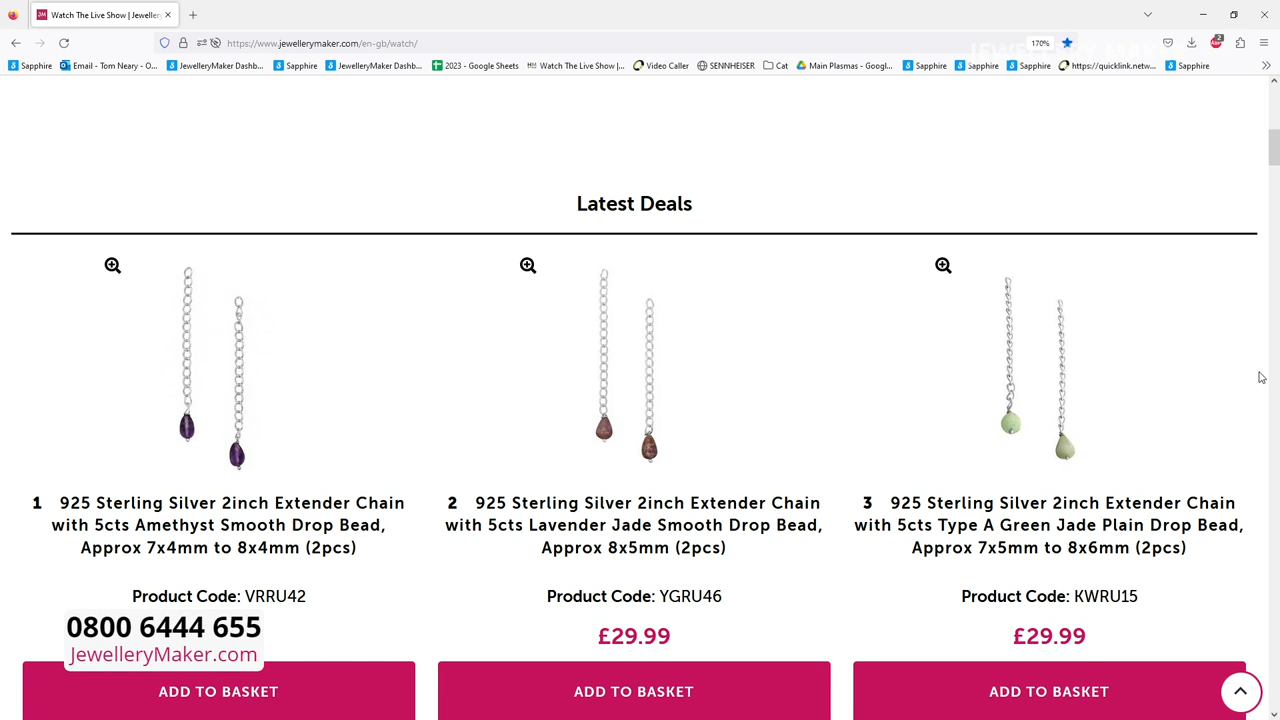 Watch The Live Show | Jeweller
https://www.jewellerymaker.com/en-gb/watch/
170%
2
Sapphire
Email - Tom Neary - O...
JewelleryMaker Dashb...
Sapphire
JewelleryMaker Dashb...
2023 - Google Sheets
Watch The Live Show |...
Video Caller
SENNHEISER
Cat
Main Plasmas - Googl...
Sapphire
Sapphire
Sapphire
https://quicklink.netw...
Sapphire
Latest Deals
1 925 Sterling Silver 2inch Extender Chain
with 5cts Amethyst Smooth Drop Bead,
Approx 7x4mm to 8x4mm (2pcs)
Product Code: VRRU42
ADD TO BASKET
2 925 Sterling Silver 2inch Extender Chain
with 5cts Lavender Jade Smooth Drop Bead,
Approx 8x5mm (2pcs)
Product Code: YGRU46
£29.99
ADD TO BASKET
3 925 Sterling Silver 2inch Extender Chain
with 5cts Type A Green Jade Plain Drop Bead,
Approx 7x5mm to 8x6mm (2pcs)
Product Code: KWRU15
£29.99
ADD TO BASKET
0800 6444 655
JewelleryMaker.com